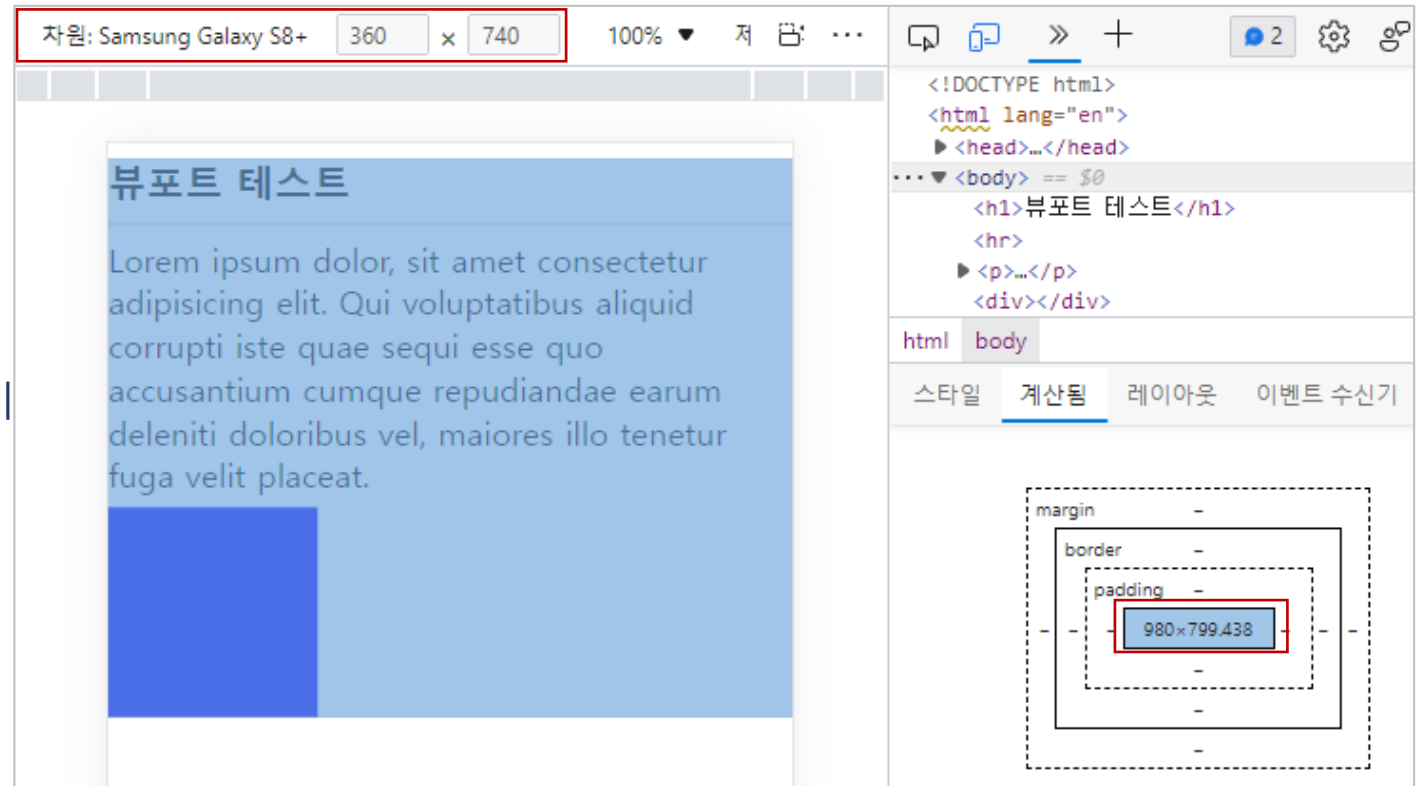 차원: Samsung Galaxy S8+ 360 × 740 100% ▼ 저 ···
2
<!DOCTYPE html>
<html lang="en">
▶ <head>…</head>
··· ▼ <body> == $0
<h1>뷰포트 테스트</h1>
<hr>
▶ <p>…</p>
<div></div>
html body
스타일 계산됨 레이아웃 이벤트 수신기
margin –
border –
padding –
– – – 980×799.438 – – –
–
–
–
뷰포트 테스트
Lorem ipsum dolor, sit amet consectetur
adipisicing elit. Qui voluptatibus aliquid
corrupti iste quae sequi esse quo
accusantium cumque repudiandae earum
deleniti doloribus vel, maiores illo tenetur
fuga velit placeat.